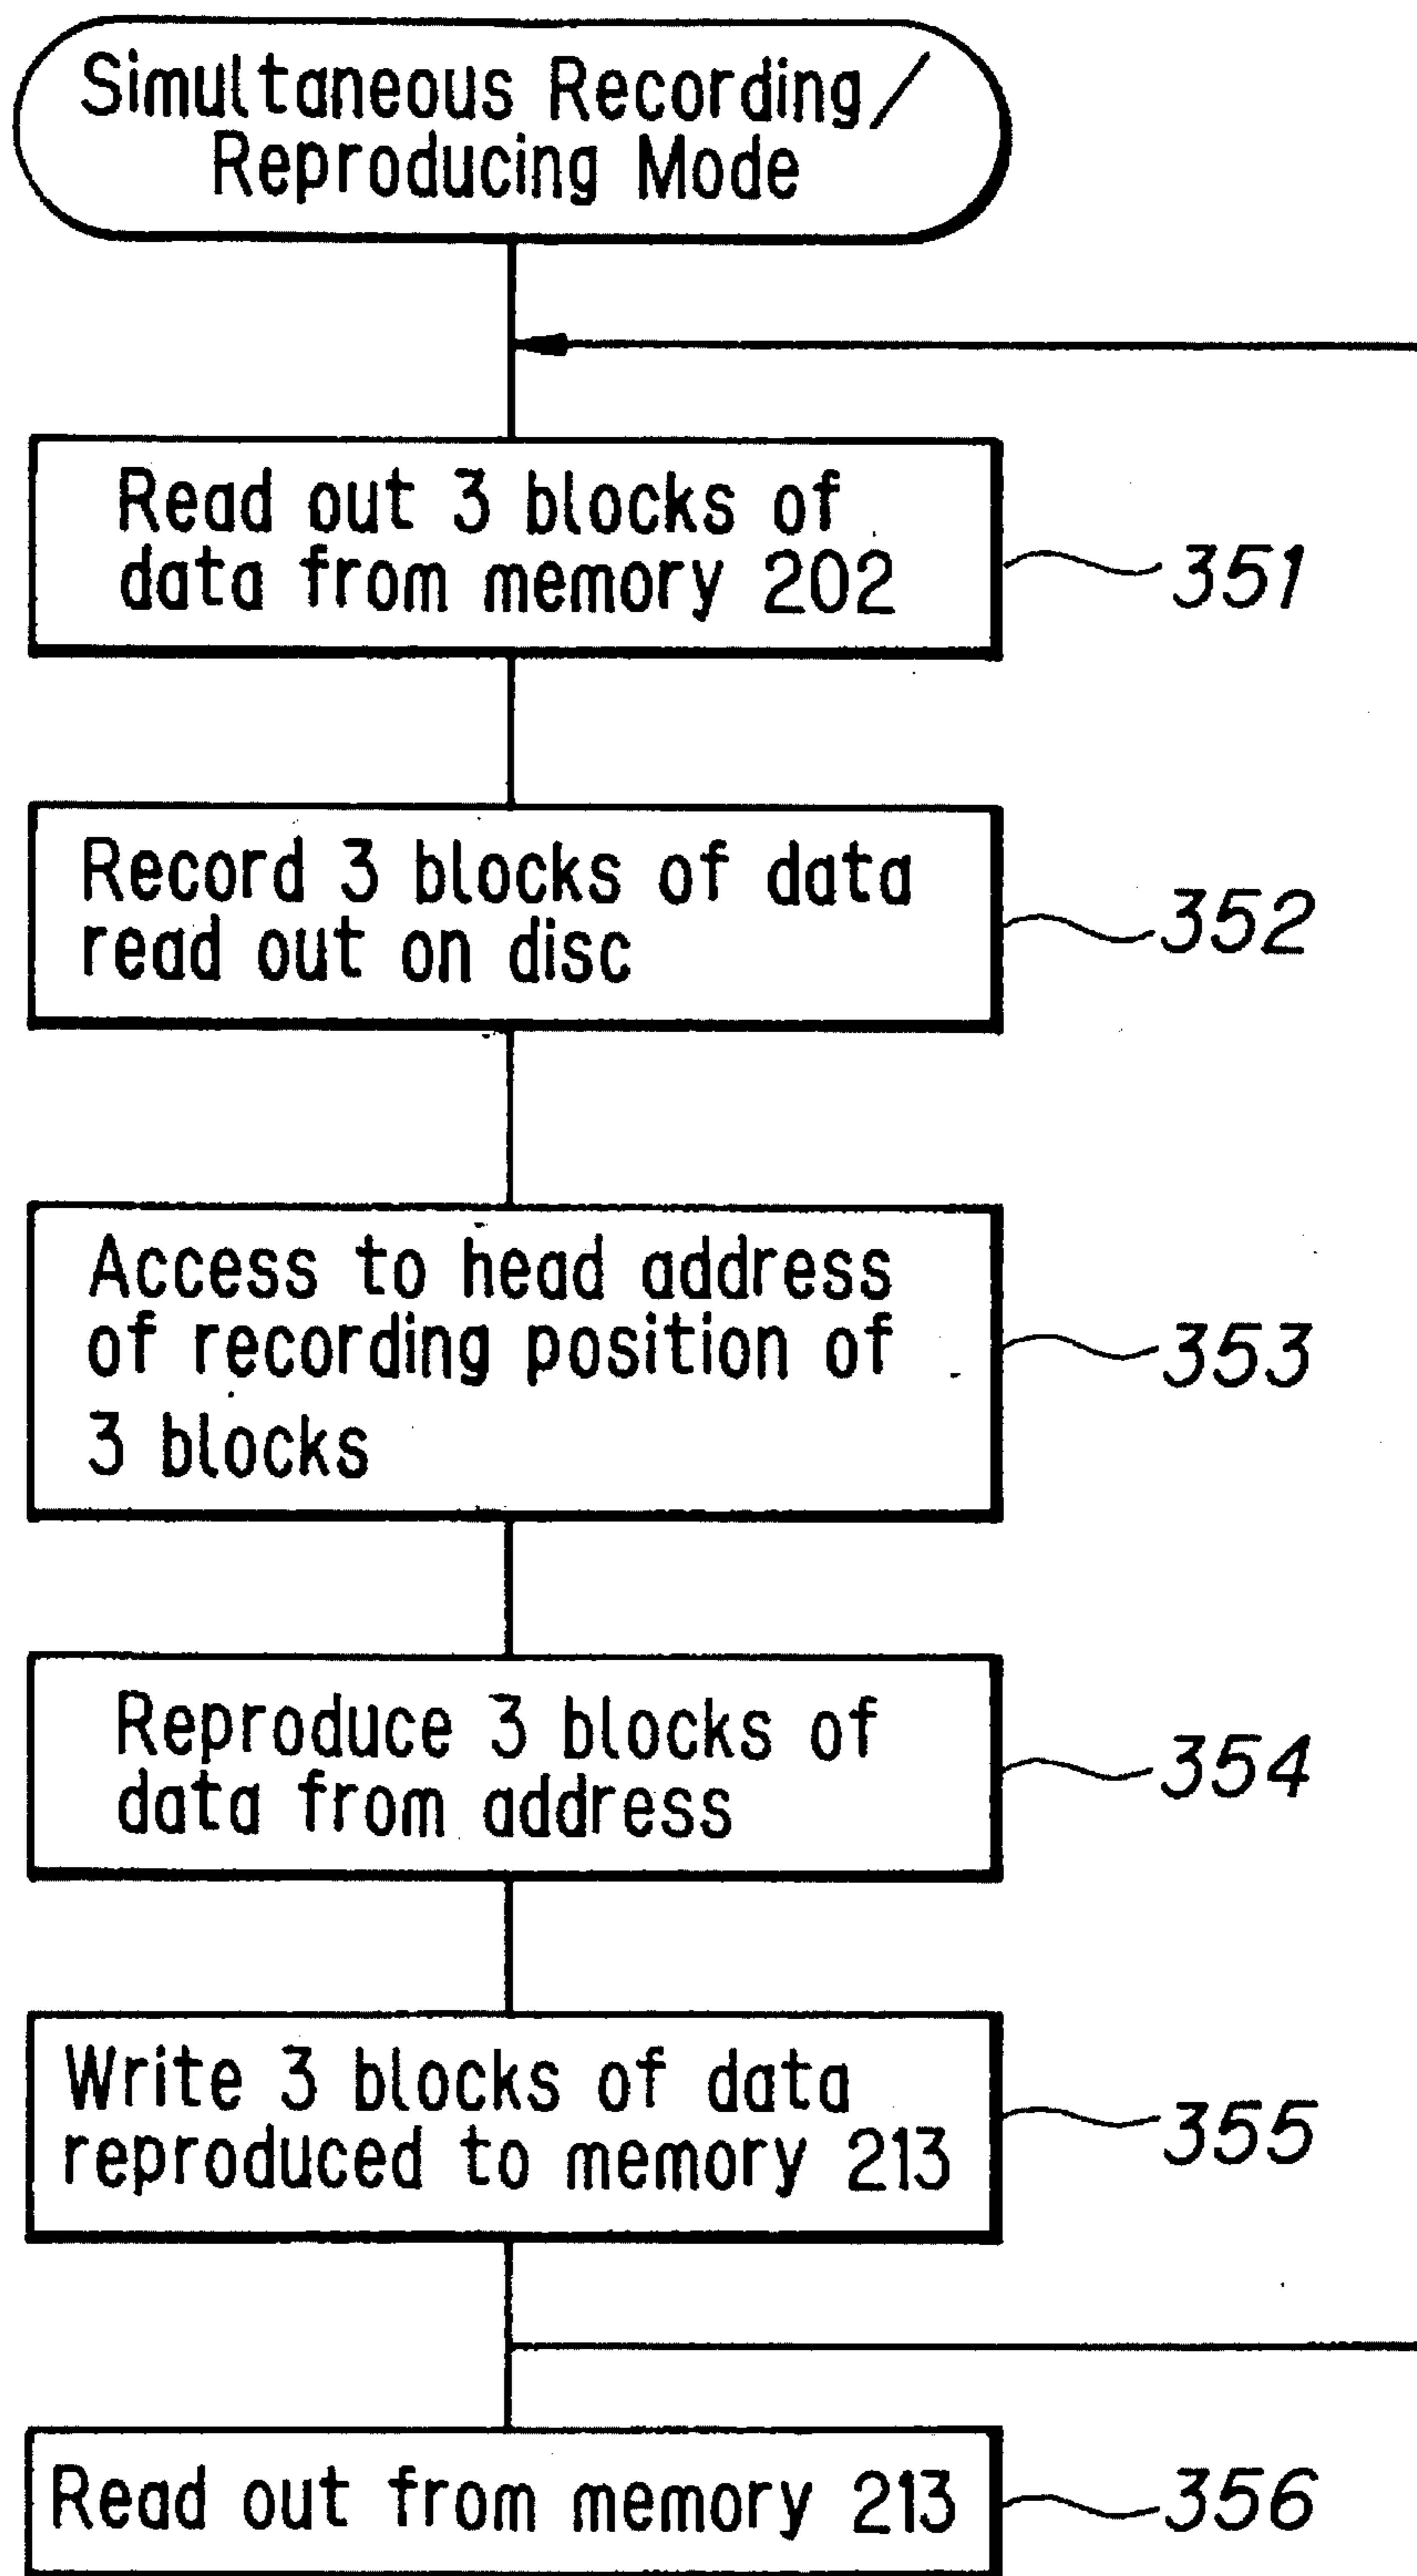 Simultaneous Recording/
Reproducing Mode
Read out 3 blocks of
data from memory 202
351
Record 3 blocks of data
read out on disc
352
Access to head address
of recording position of
3 blocks
353
Reproduce 3 blocks of
data from address
354
Write 3 blocks of data
reproduced to memory 213
355
Read out from memory 213
356